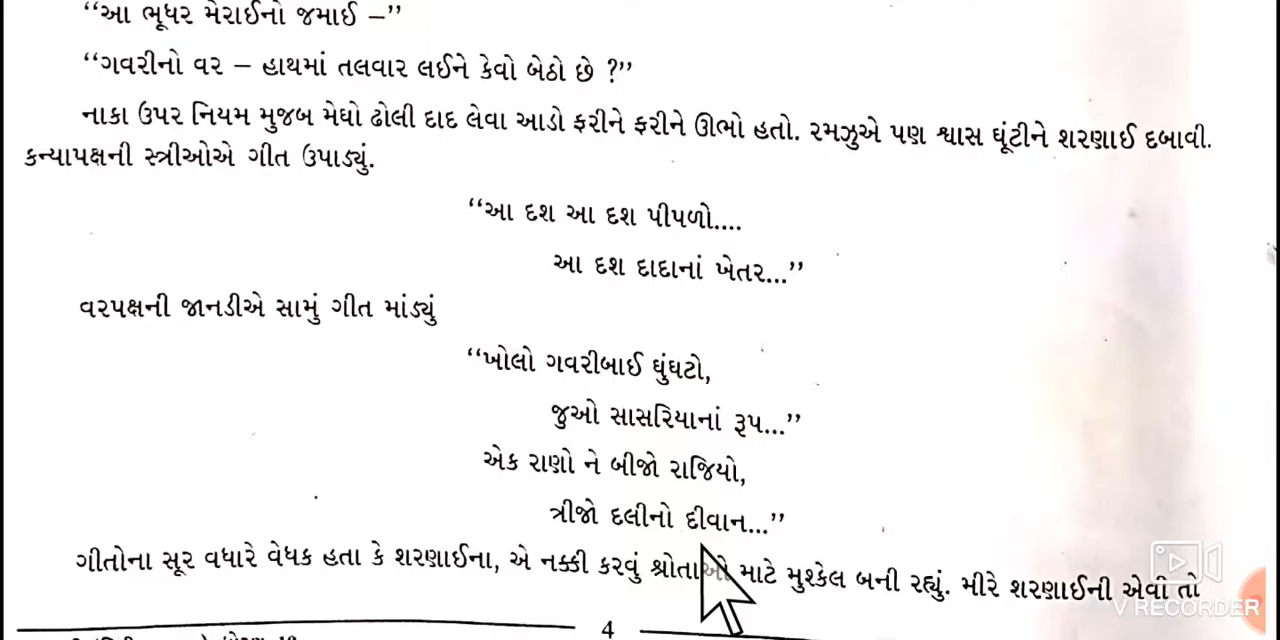 “આ ભૂધર મેરાઈનો જમાઈ –”
“ગવરીનો વર – હાથમાં તલવાર લઈને કેવો બેઠો છે ?”
નાકા ઉપર નિયમ મુજબ મેઘો ઢોલી દાદ લેવા આડો ફરીને ફરીને ઊભો હતો. રમઝુએ પણ શ્વાસ ઘૂંટીને શરણાઈ દબાવી.
કન્યાપક્ષની સ્ત્રીઓએ ગીત ઉપાડ્યું.
“આ દશ આ દશ પીપળો....
આ દશ દાદાનાં ખેતર...”
વરપક્ષની જાનડીએ સામું ગીત માંડ્યું
“ખોલો ગવરીબાઈ ઘુંઘટો,
જુઓ સાસરિયાનાં રૂપ...”
એક રાણો ને બીજો રાજિયો,
ત્રીજો દલીનો દીવાન...”
ગીતોના સૂર વધારે વેધક હતા કે શરણાઈના, એ નક્કી કરવું શ્રોતાઓ માટે મુશ્કેલ બની રહ્યું. મીરે શરણાઈની એવી તો
4
V RECORDER